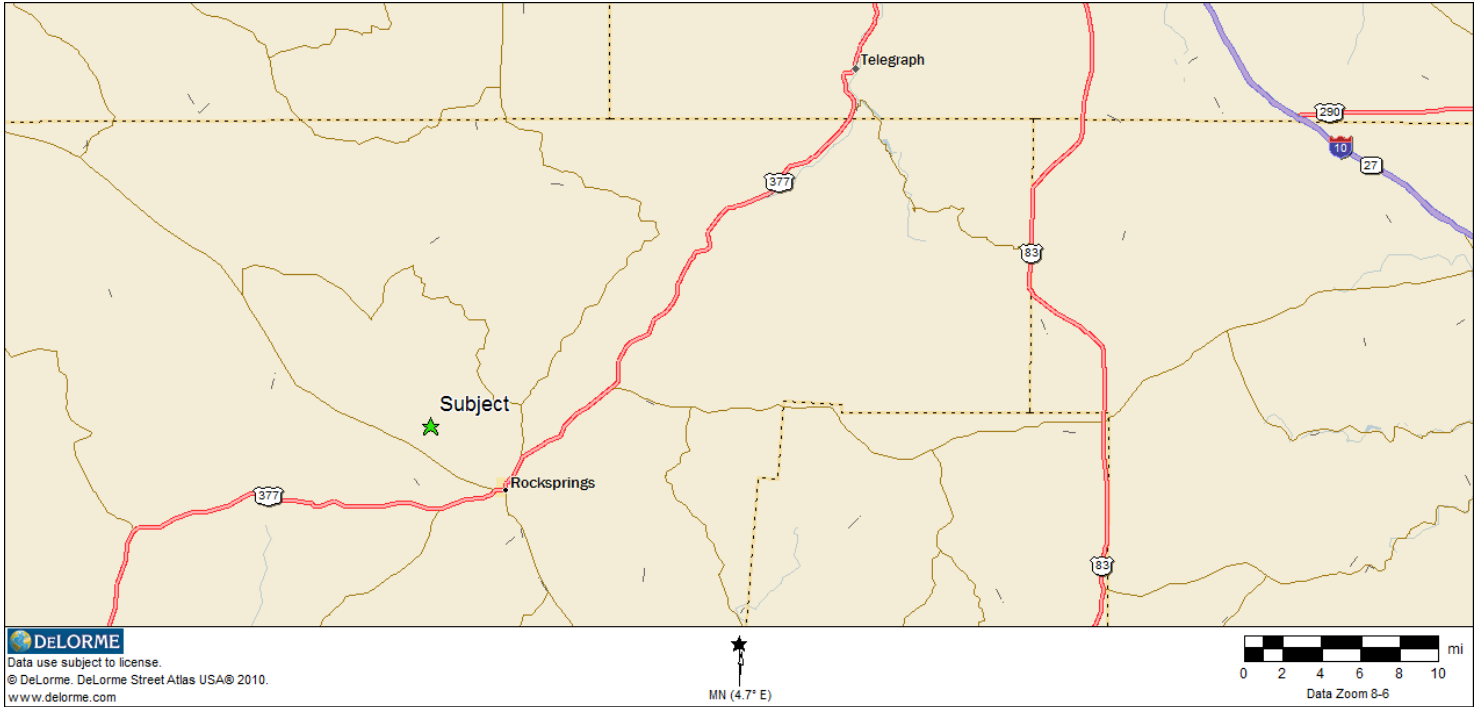 Telegraph
290
10
27
377
83
Subject
Rocksprings
377
83
DELORME
Data use subject to license.
© DeLorme. DeLorme Street Atlas USA® 2010.
www.delorme.com
MN (4.7° E)
mi
0 2 4 6 8 10
Data Zoom 8-6